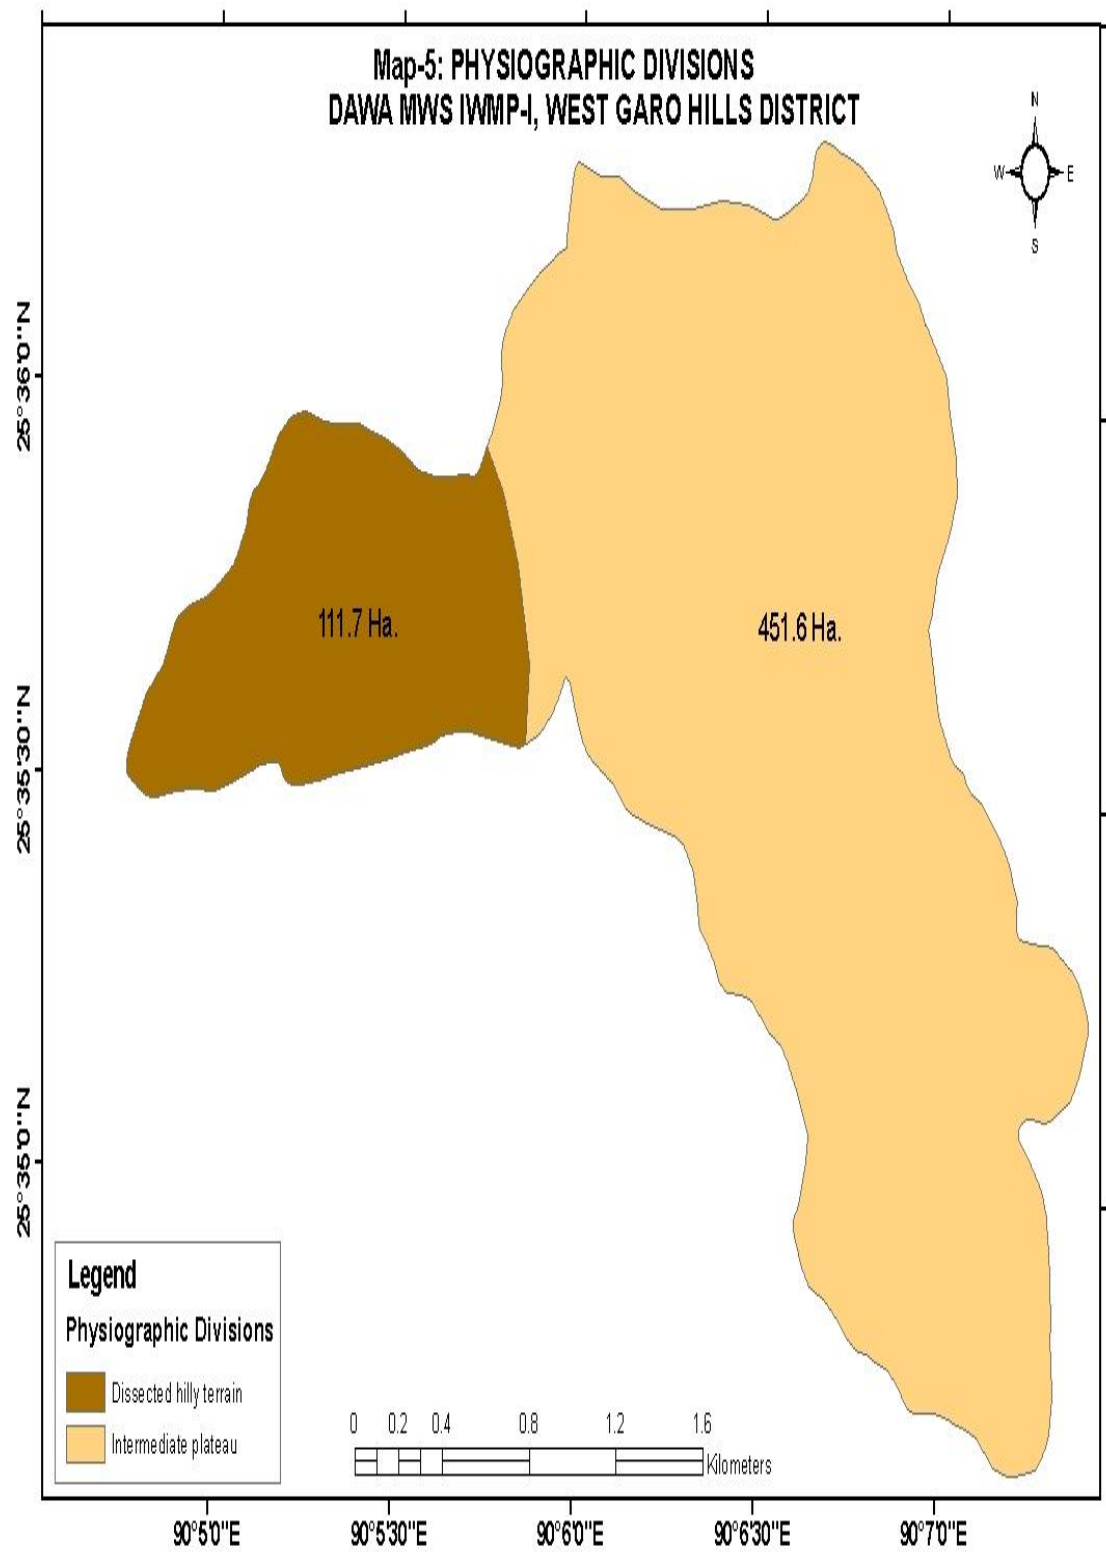 Map-5: PHYSIOGRAPHIC DIVISIONS
DAWA MWS IWMP-I, WEST GARO HILLS DISTRICT
N
W E
S
25°36'0"N
111.7 Ha.
451.6 Ha.
25°35'30"N
25°35'0"N
Legend
Physiographic Divisions
Dissected hilly terrain
Intermediate plateau
0 0.2 0.4 0.8 1.2 1.6
Kilometers
90°5'0"E 90°5'30"E 90°6'0"E 90°6'30"E 90°7'0"E